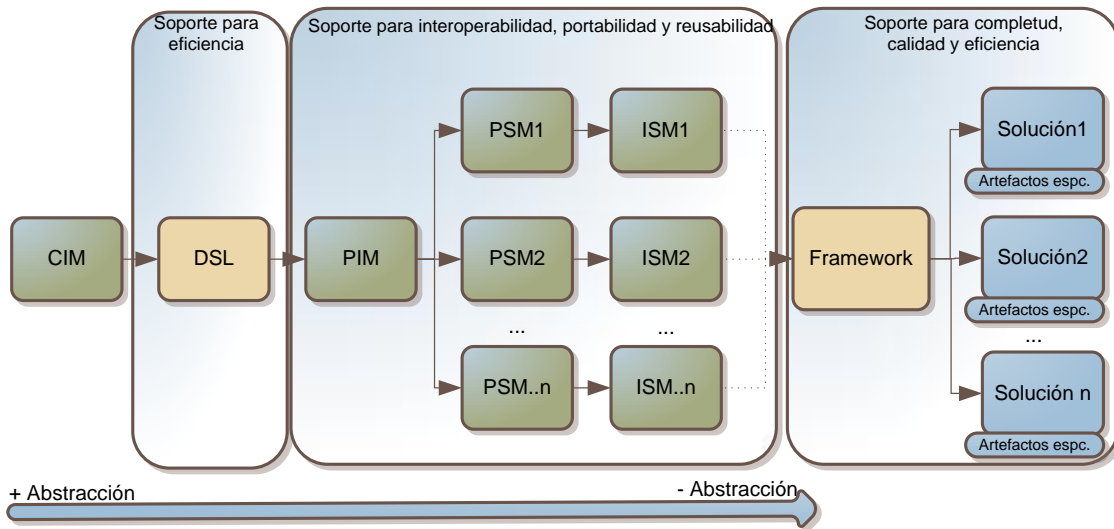 Soporte para
eficiencia
Soporte para interoperabilidad, portabilidad y reusabilidad
Soporte para completud,
calidad y eficiencia
PSM1
ISM1
Solución1
Artefactos espc.
CIM
DSL
PIM
PSM2
ISM2
Framework
Solución2
Artefactos espc.
...
...
...
PSM..n
ISM..n
Solución n
Artefactos espc.
+ Abstracción
- Abstracción